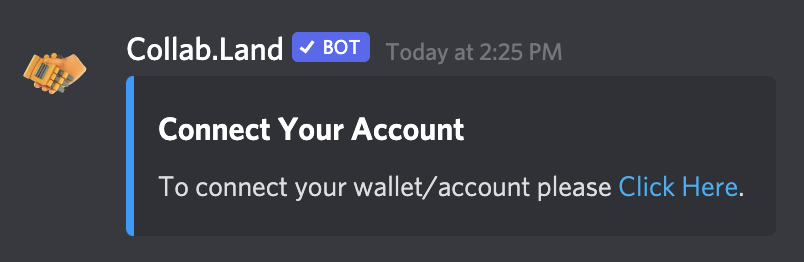 Collab.Land ✓ BOT Today at 2:25 PM
Connect Your Account
To connect your wallet/account please Click Here.